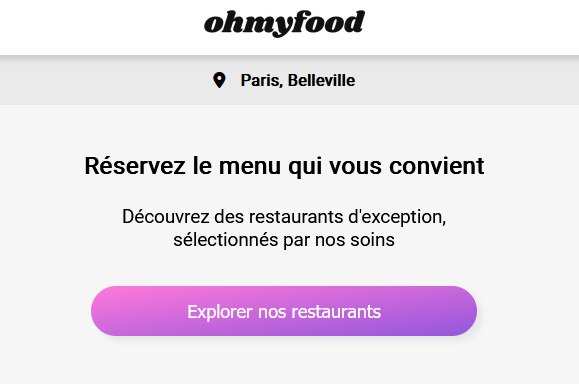 ohmyfood
Paris, Belleville
Réservez le menu qui vous convient
Découvrez des restaurants d'exception,
sélectionnés par nos soins
Explorer nos restaurants